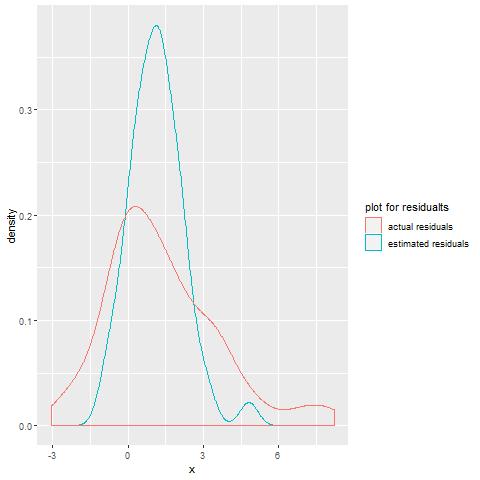 0.3
0.2
0.1
0.0
density
-3
0
3
6
x
plot for residualts
actual residuals
estimated residuals